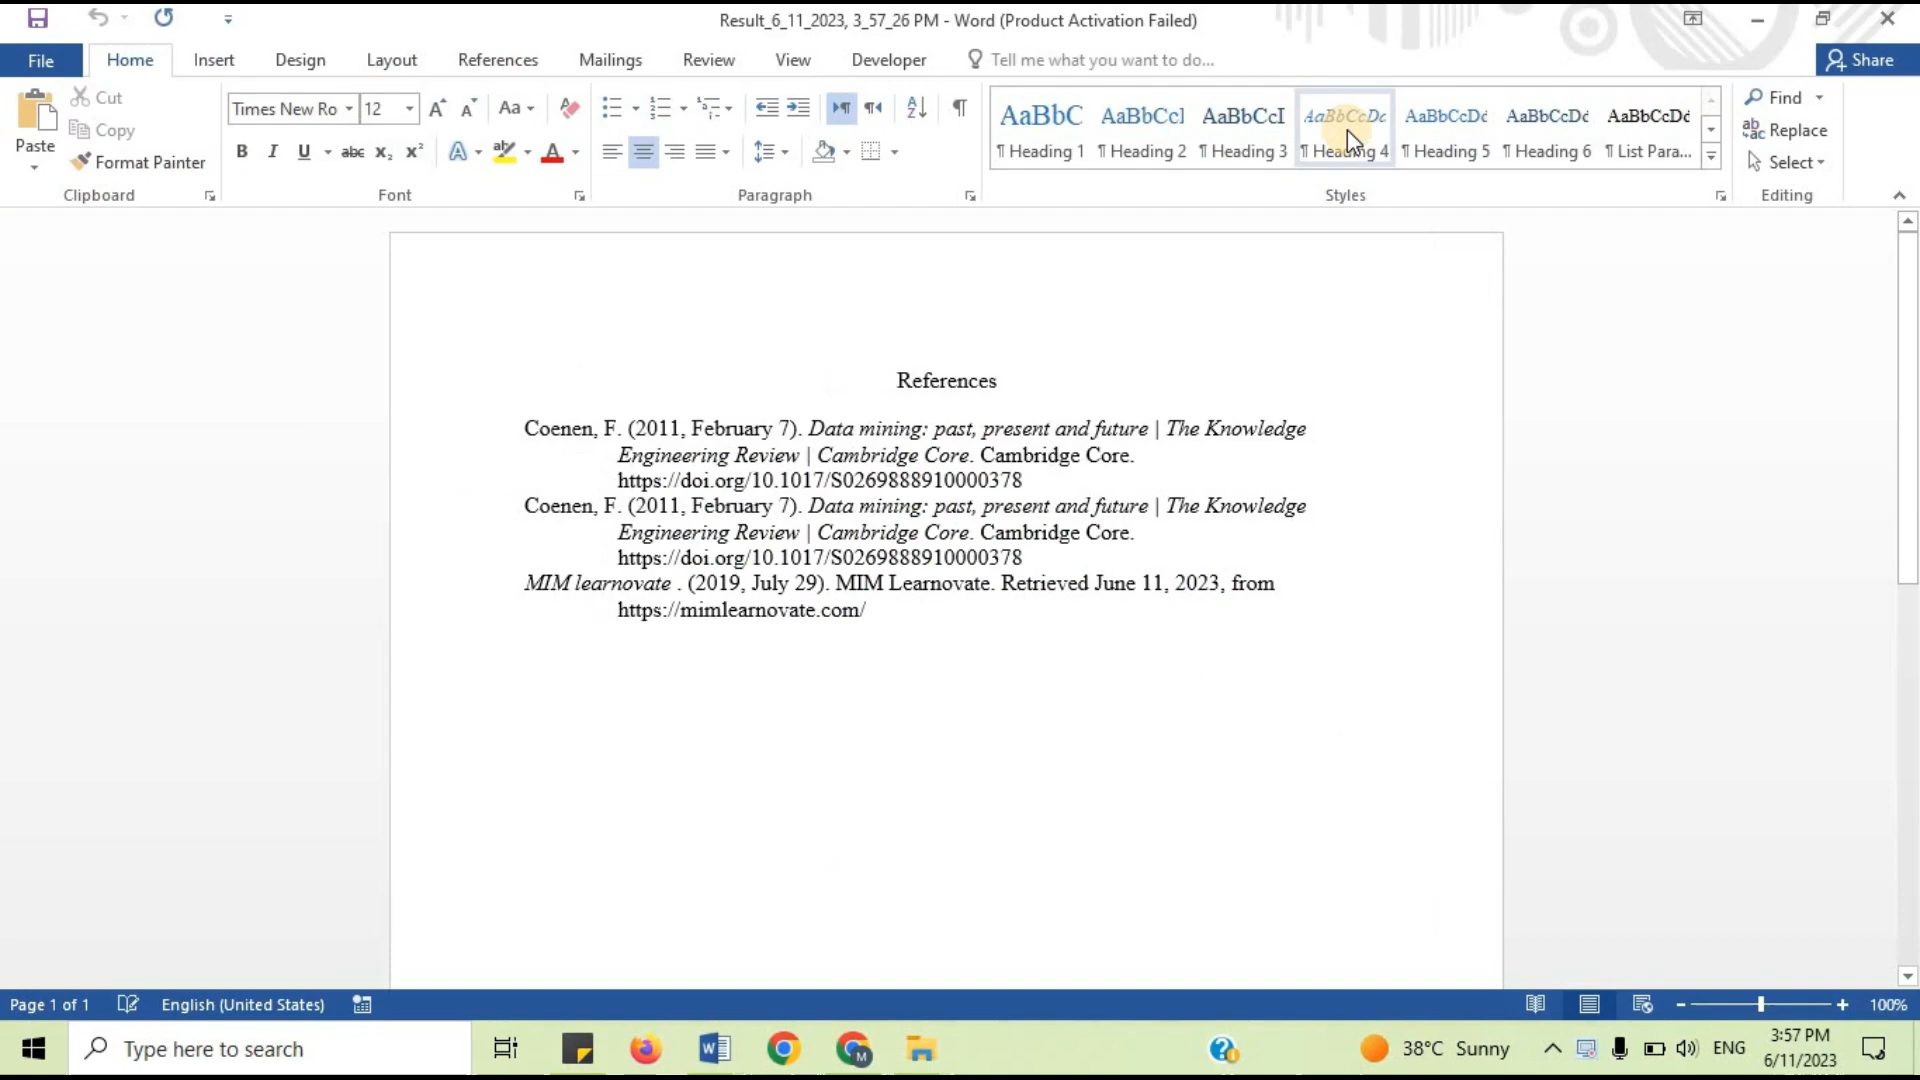 Result_6_11_2023, 3_57_26 PM - Word (Product Activation Failed)
File Home Insert Design Layout References Mailings Review View Developer Tell me what you want to do... Share
Paste
Cut
Copy
Format Painter
Clipboard
Times New Ro 12 Aa
B I U abc X₂ X² A ab A
Font
Paragraph
AaBbC AaBbCcI AaBbCcI AaBbCcDc AaBbCcDc AaBbCcDc AaBbCcDc
¶ Heading 1 ¶ Heading 2 ¶ Heading 3 ¶ Heading 4 ¶ Heading 5 ¶ Heading 6 ¶ List Para...
Styles
Find
Replace
Select
Editing
References
Coenen, F. (2011, February 7). Data mining: past, present and future | The Knowledge
Engineering Review | Cambridge Core. Cambridge Core.
https://doi.org/10.1017/S0269888910000378
Coenen, F. (2011, February 7). Data mining: past, present and future | The Knowledge
Engineering Review | Cambridge Core. Cambridge Core.
https://doi.org/10.1017/S0269888910000378
MIM learnovate . (2019, July 29). MIM Learnovate. Retrieved June 11, 2023, from
https://mimlearnovate.com/
Page 1 of 1 English (United States) 100%
Type here to search 38°C Sunny ENG 3:57 PM
6/11/2023